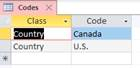 Codes
Class Code
Country Canada
Country U.S.